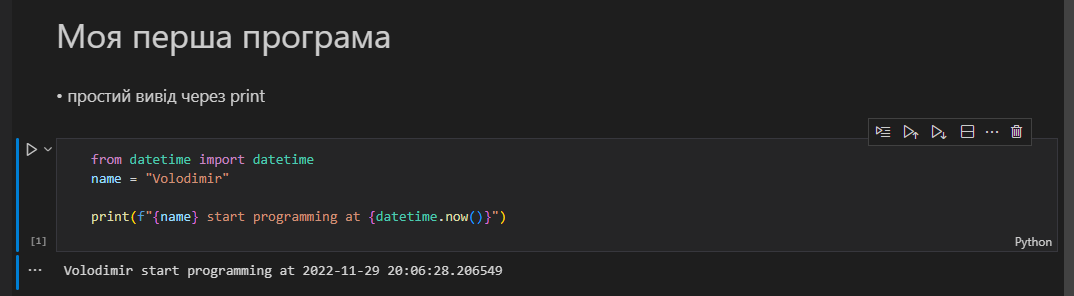 Моя перша програма
• простий вивід через print
from datetime import datetime
name = "Volodimir"
print(f"{name} start programming at {datetime.now()}")
[1]
Python
Volodimir start programming at 2022-11-29 20:06:28.206549